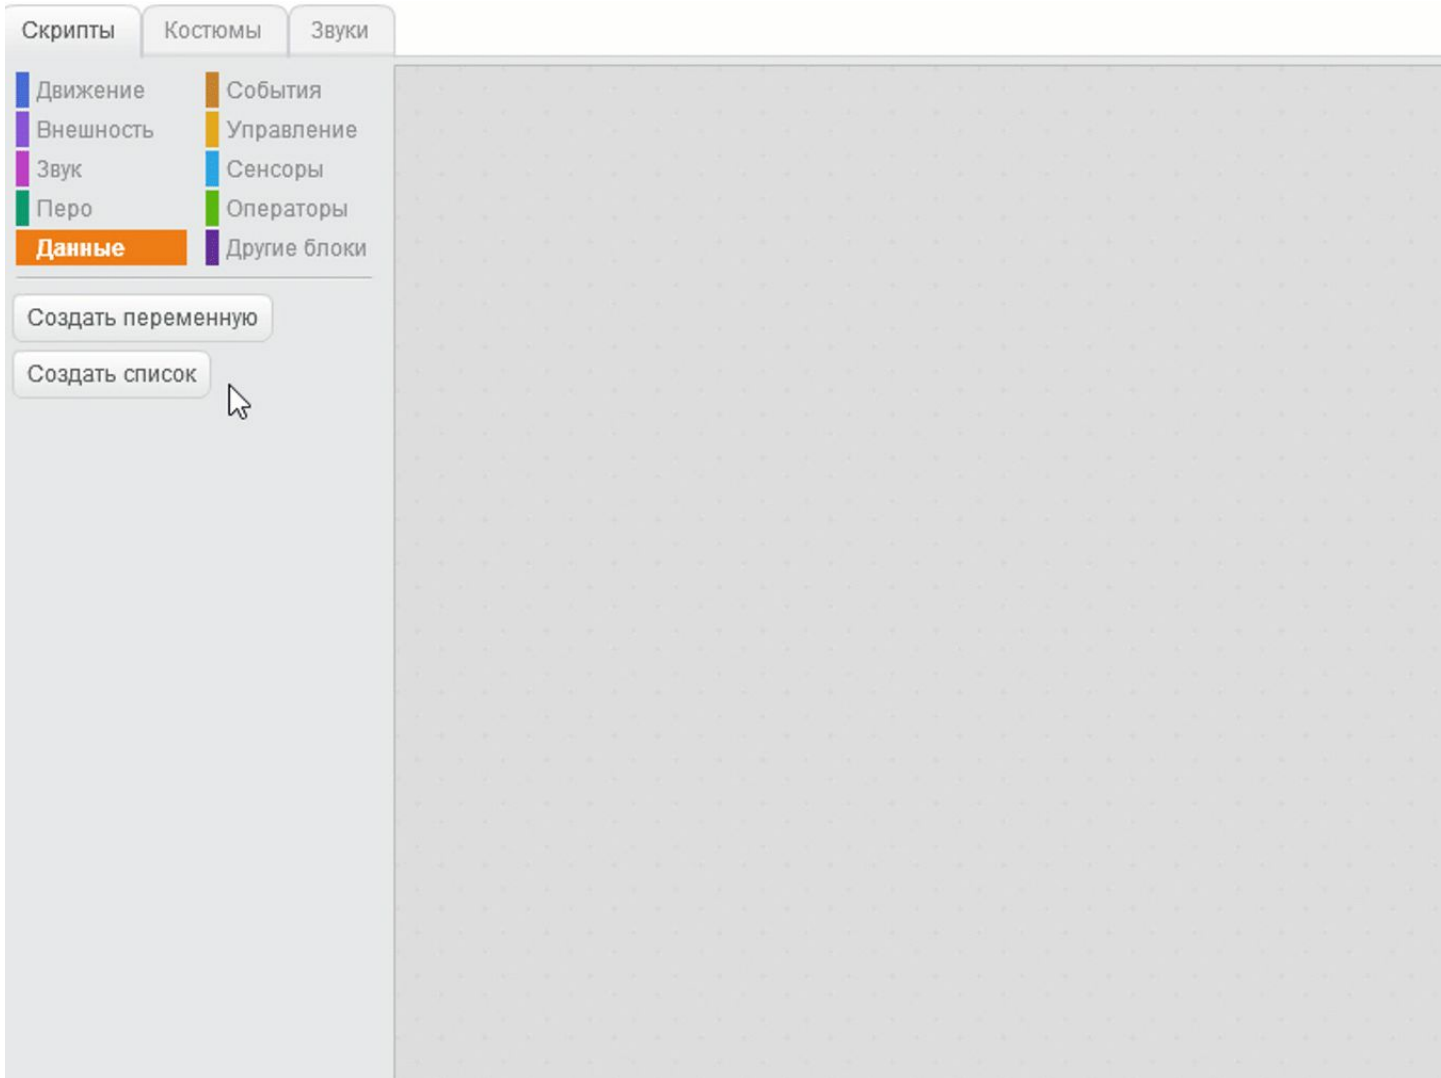 Скрипты Костюмы Звуки
Движение События
Внешность Управление
Звук Сенсоры
Перо Операторы
Данные Другие блоки
Создать переменную
Создать список